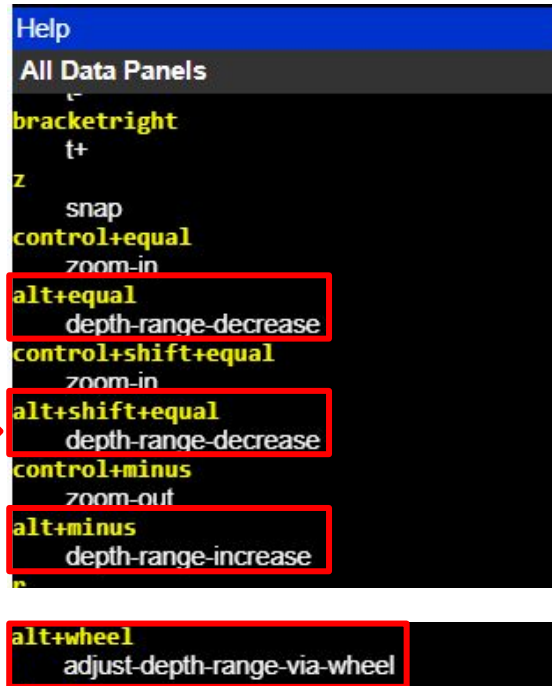 Help
All Data Panels
bracketright
t+
z
snap
control+equal
zoom-in
alt+equal
depth-range-decrease
control+shift+equal
zoom-in
alt+shift+equal
depth-range-decrease
control+minus
zoom-out
alt+minus
depth-range-increase
alt+wheel
adjust-depth-range-via-wheel